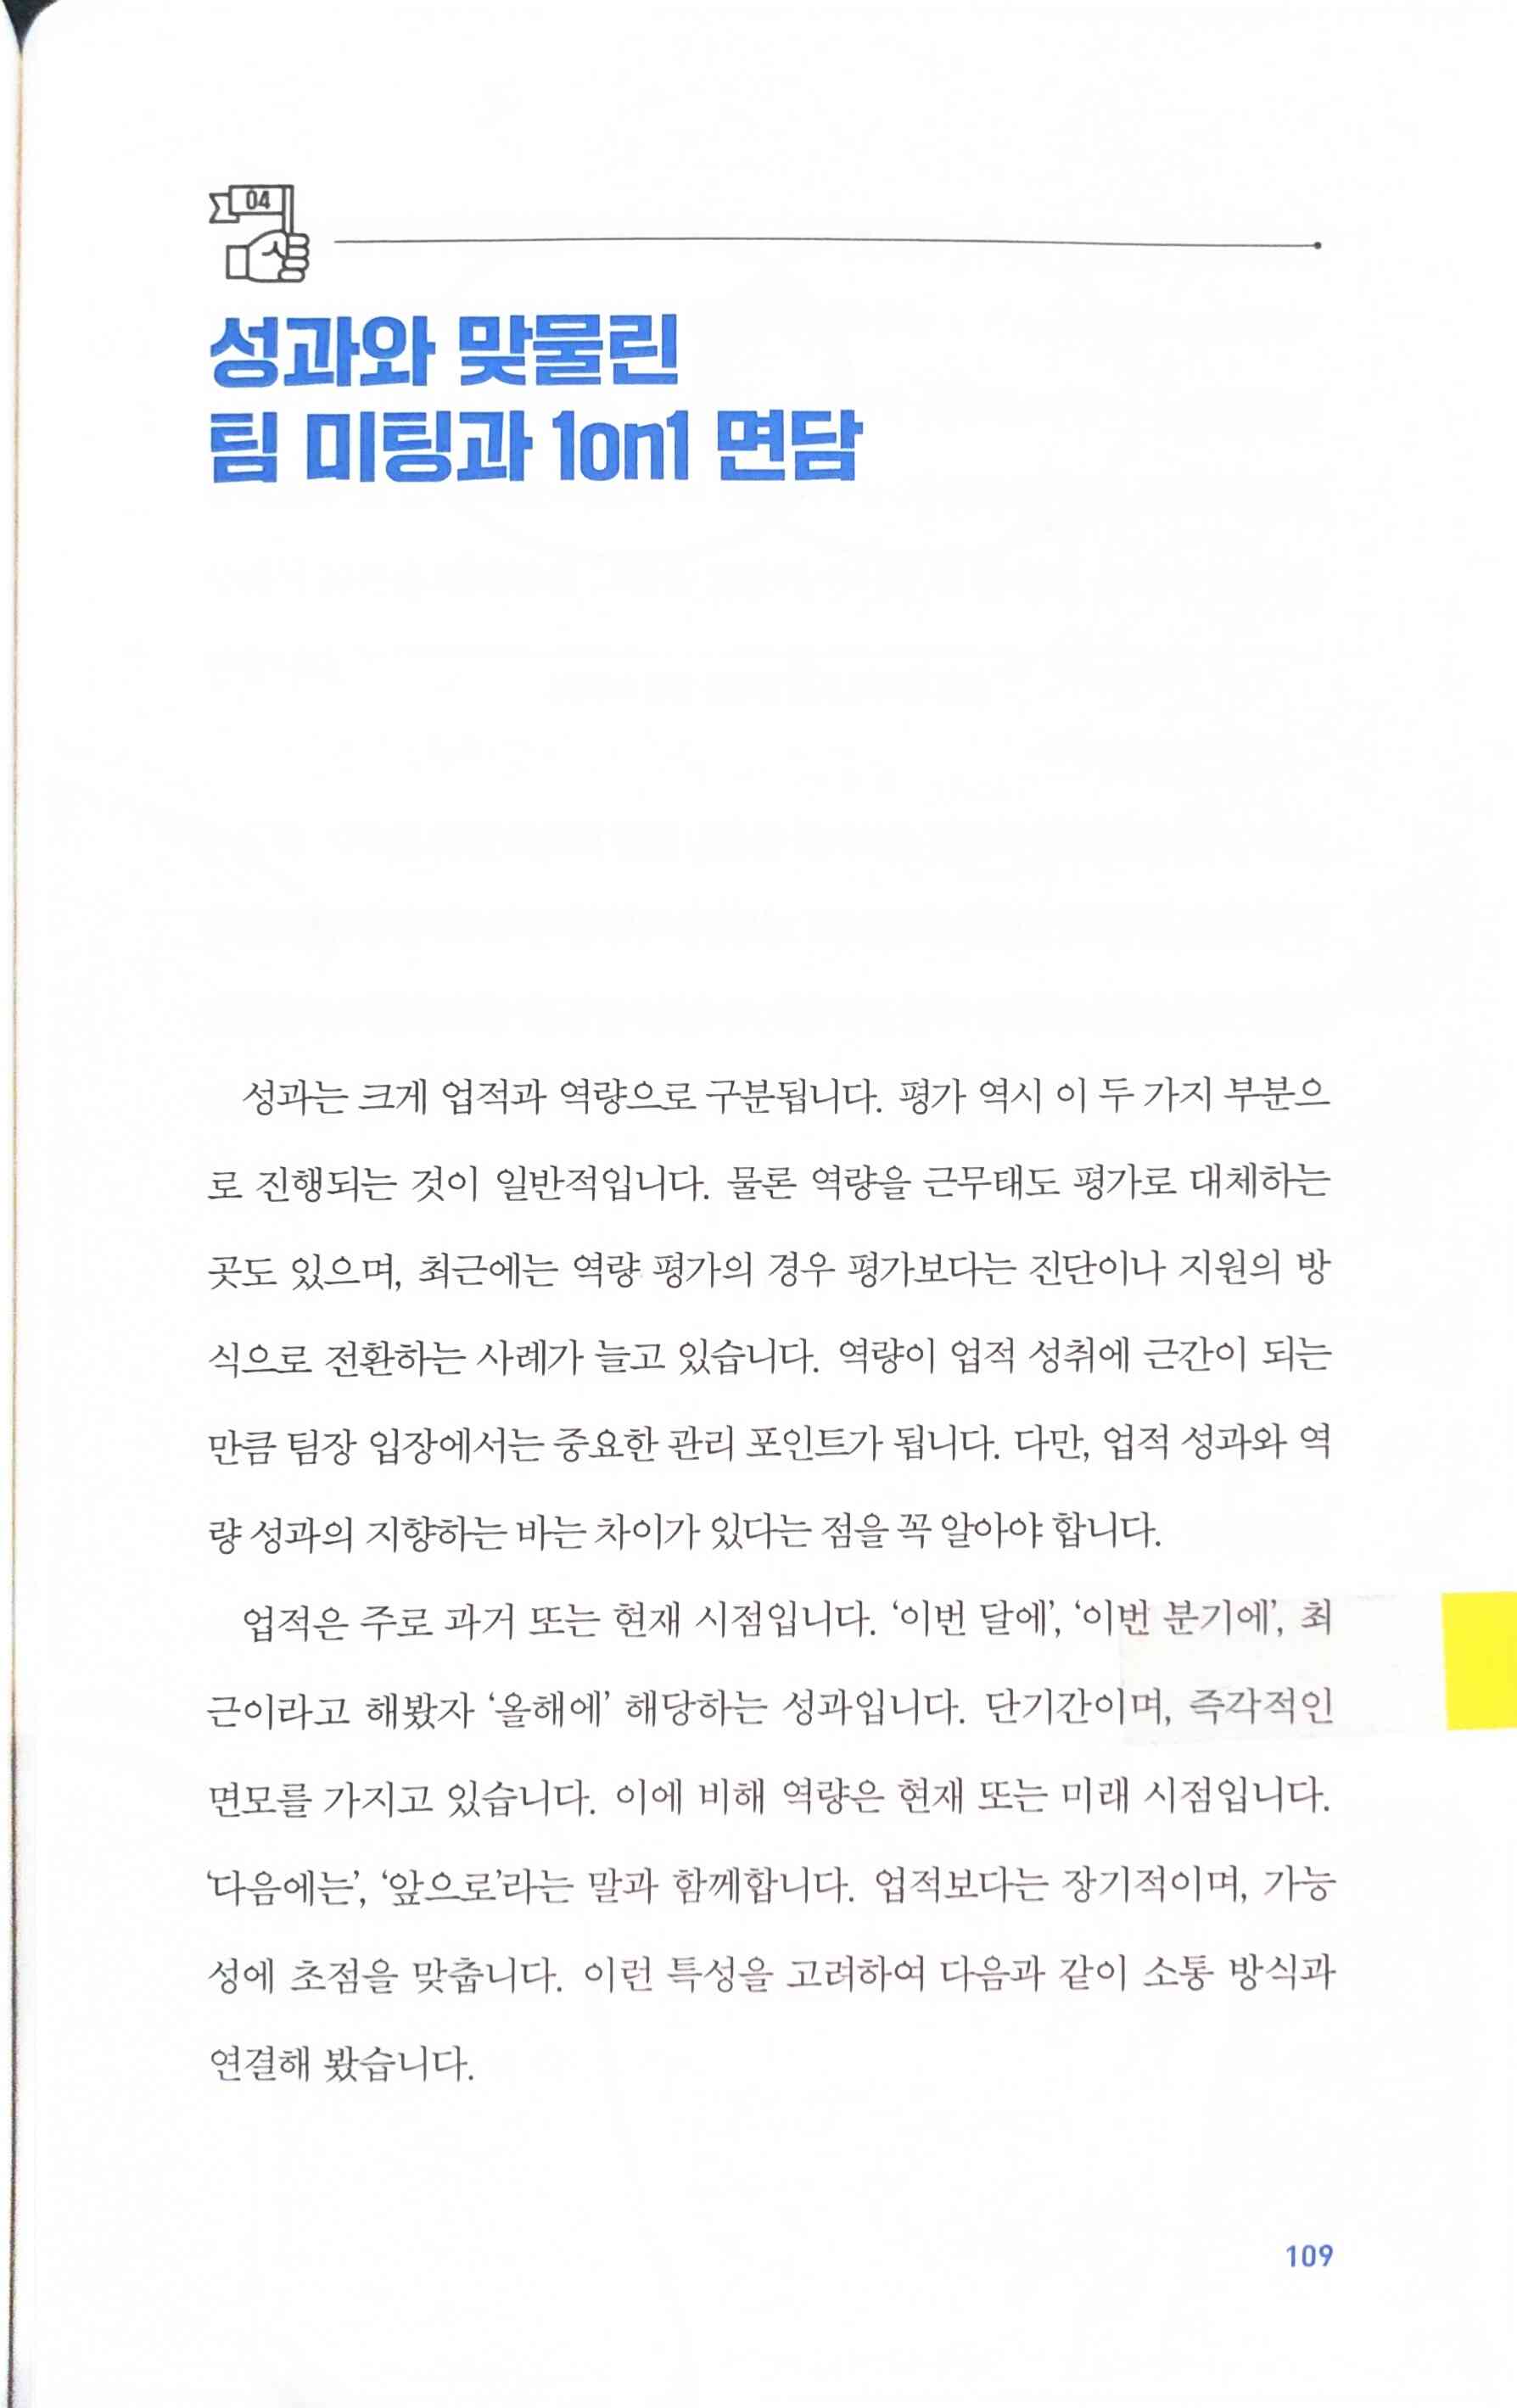 04
성과와 맞물린
팀 미팅과 1on1 면담
성과는 크게 업적과 역량으로 구분됩니다. 평가 역시 이 두 가지 부분으
로 진행되는 것이 일반적입니다. 물론 역량을 근무태도 평가로 대체하는
곳도 있으며, 최근에는 역량 평가의 경우 평가보다는 진단이나 지원의 방
식으로 전환하는 사례가 늘고 있습니다. 역량이 업적 성취에 근간이 되는
만큼 팀장 입장에서는 중요한 관리 포인트가 됩니다. 다만, 업적 성과와 역
량 성과의 지향하는 바는 차이가 있다는 점을 꼭 알아야 합니다.
업적은 주로 과거 또는 현재 시점입니다. ‘이번 달에’, ‘이번 분기에’, 최
근이라고 해봤자 ‘올해에’ 해당하는 성과입니다. 단기간이며, 즉각적인
면모를 가지고 있습니다. 이에 비해 역량은 현재 또는 미래 시점입니다.
‘다음에는’, ‘앞으로’라는 말과 함께합니다. 업적보다는 장기적이며, 가능
성에 초점을 맞춥니다. 이런 특성을 고려하여 다음과 같이 소통 방식과
연결해 봤습니다.
109